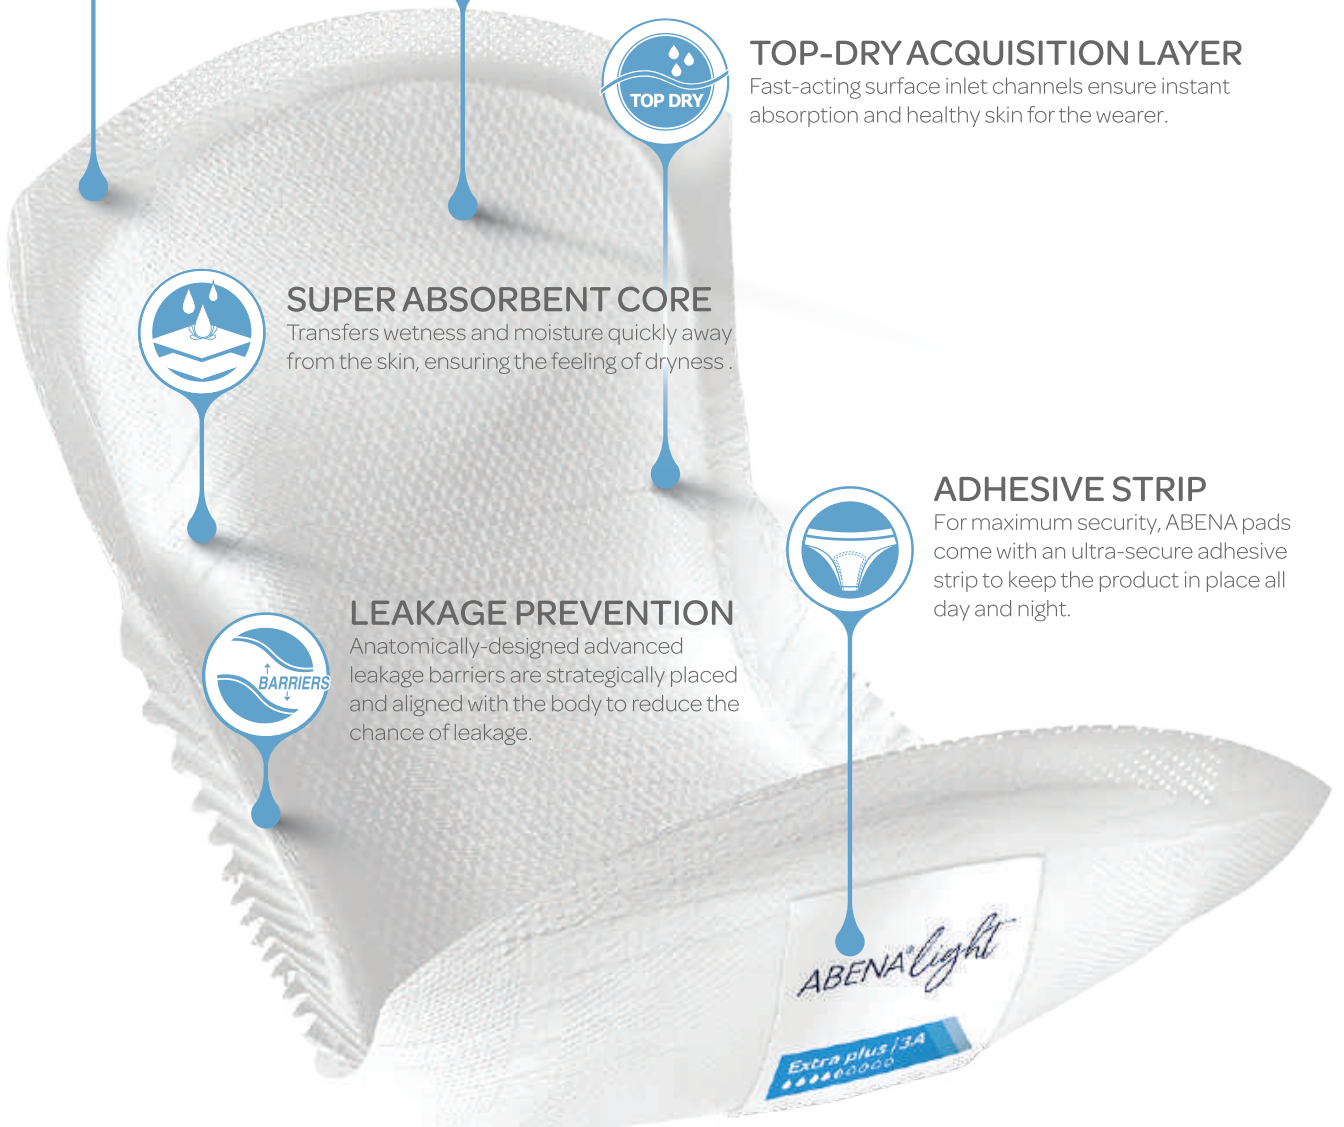 TOP DRY
TOP-DRY ACQUISITION LAYER
Fast-acting surface inlet channels ensure instant
absorption and healthy skin for the wearer.
SUPER ABSORBENT CORE
Transfers wetness and moisture quickly away
from the skin, ensuring the feeling of dryness .
ADHESIVE STRIP
For maximum security, ABENA pads
come with an ultra-secure adhesive
strip to keep the product in place all
day and night.
BARRIERS
LEAKAGE PREVENTION
Anatomically-designed advanced
leakage barriers are strategically placed
and aligned with the body to reduce the
chance of leakage.
ABENA® light
Extra plus / 3A